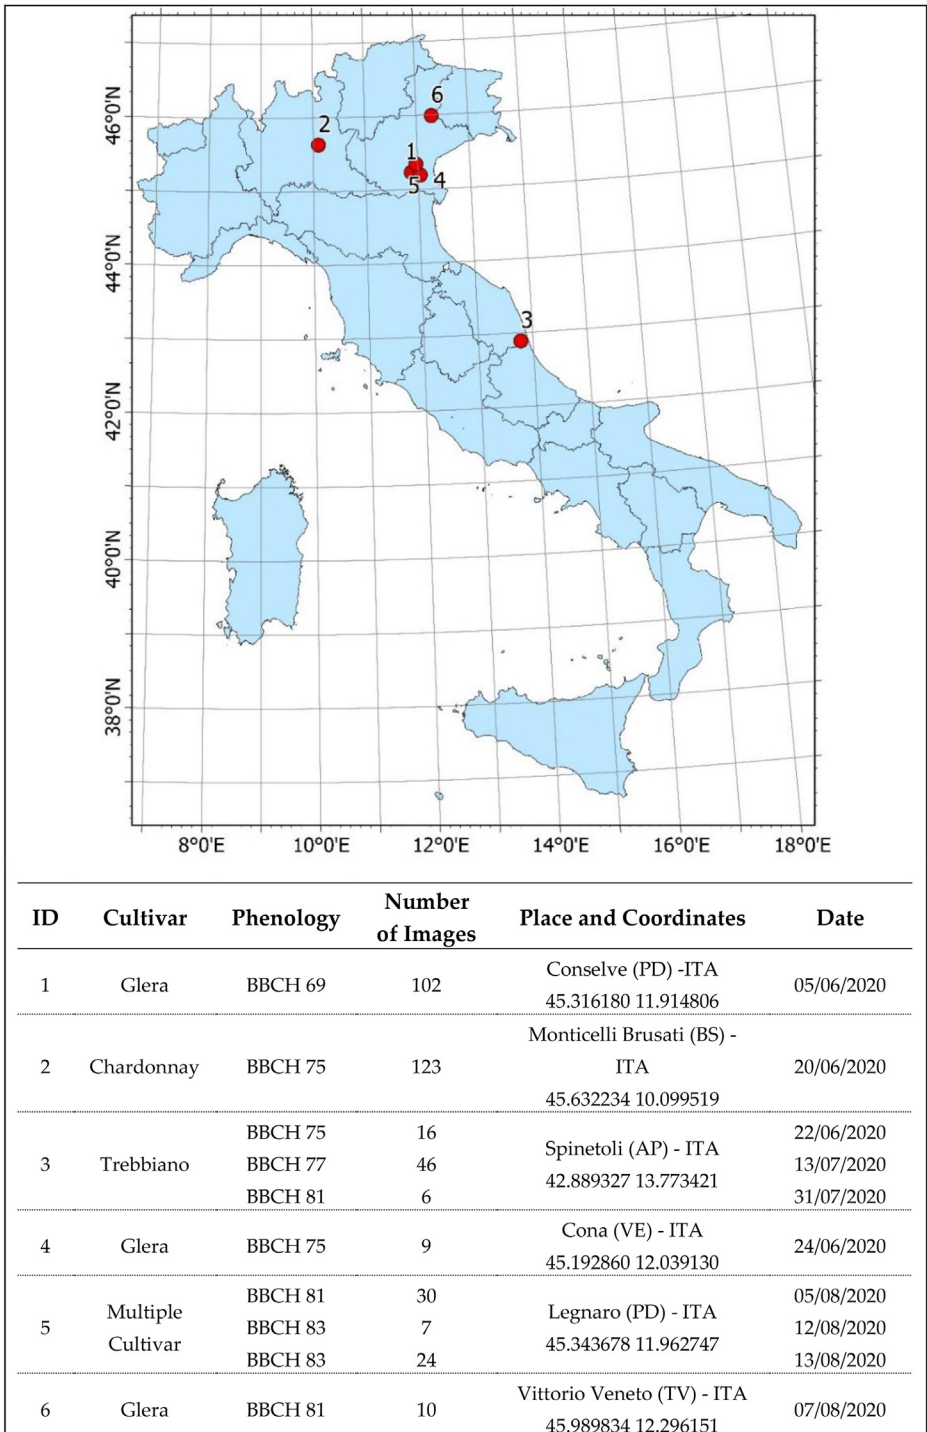 6
46°0'N
2
1
4
5
44°0'N
3
42°0'N
40°0'N
38°0'N
8°0'E 10°0'E 12°0'E 14°0'E 16°0'E 18°0'E
ID Cultivar Phenology Number of Images Place and Coordinates Date
1 Glera BBCH 69 102 Conselve (PD) -ITA 05/06/2020
45.316180 11.914806
Monticelli Brusati (BS) -
2 Chardonnay BBCH 75 123 ITA 20/06/2020
45.632234 10.099519
BBCH 75 16 22/06/2020
Spinetoli (AP) - ITA
3 Trebbiano BBCH 77 46 13/07/2020
42.889327 13.773421
BBCH 81 6 31/07/2020
Cona (VE) - ITA
4 Glera BBCH 75 9 24/06/2020
45.192860 12.039130
BBCH 81 30 05/08/2020
Multiple Legnaro (PD) - ITA
5 BBCH 83 7 12/08/2020
Cultivar 45.343678 11.962747
BBCH 83 24 13/08/2020
Vittorio Veneto (TV) - ITA
6 Glera BBCH 81 10 07/08/2020
45.989834 12.296151